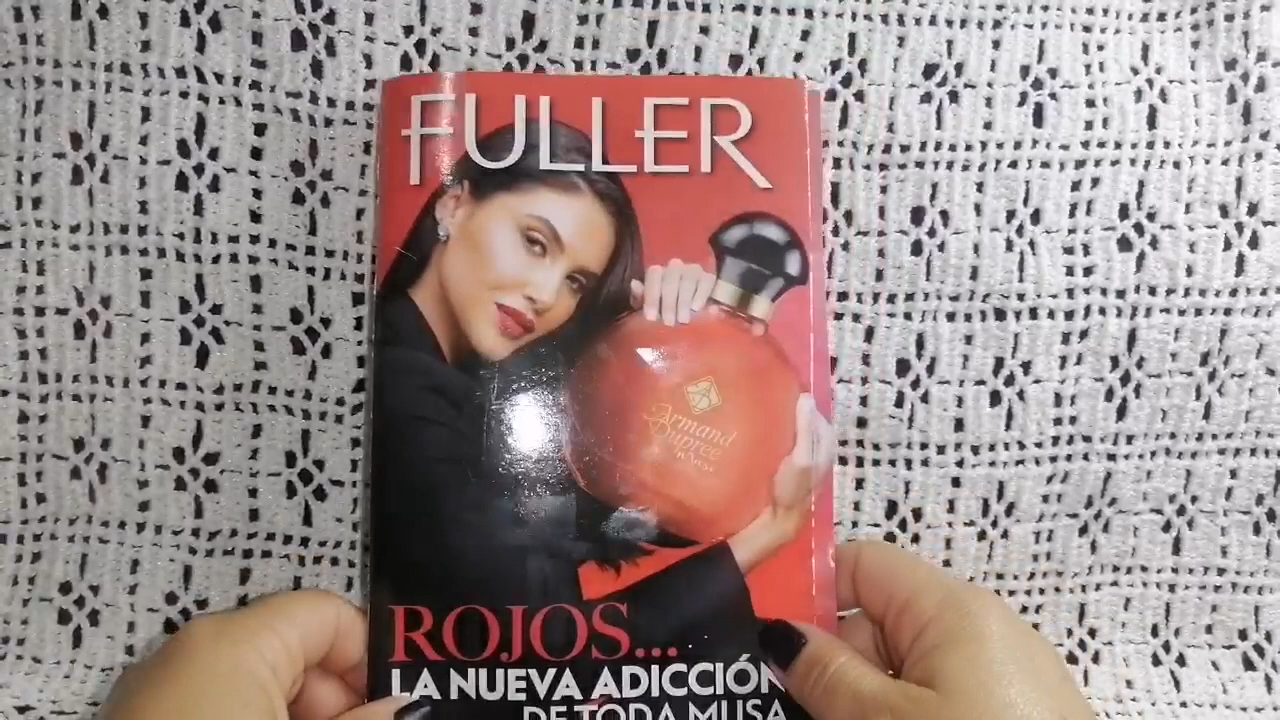 FULLER
Armand
Dupree
ROJOS...
LA NUEVA ADICCIÓN
DE TODA MUSA